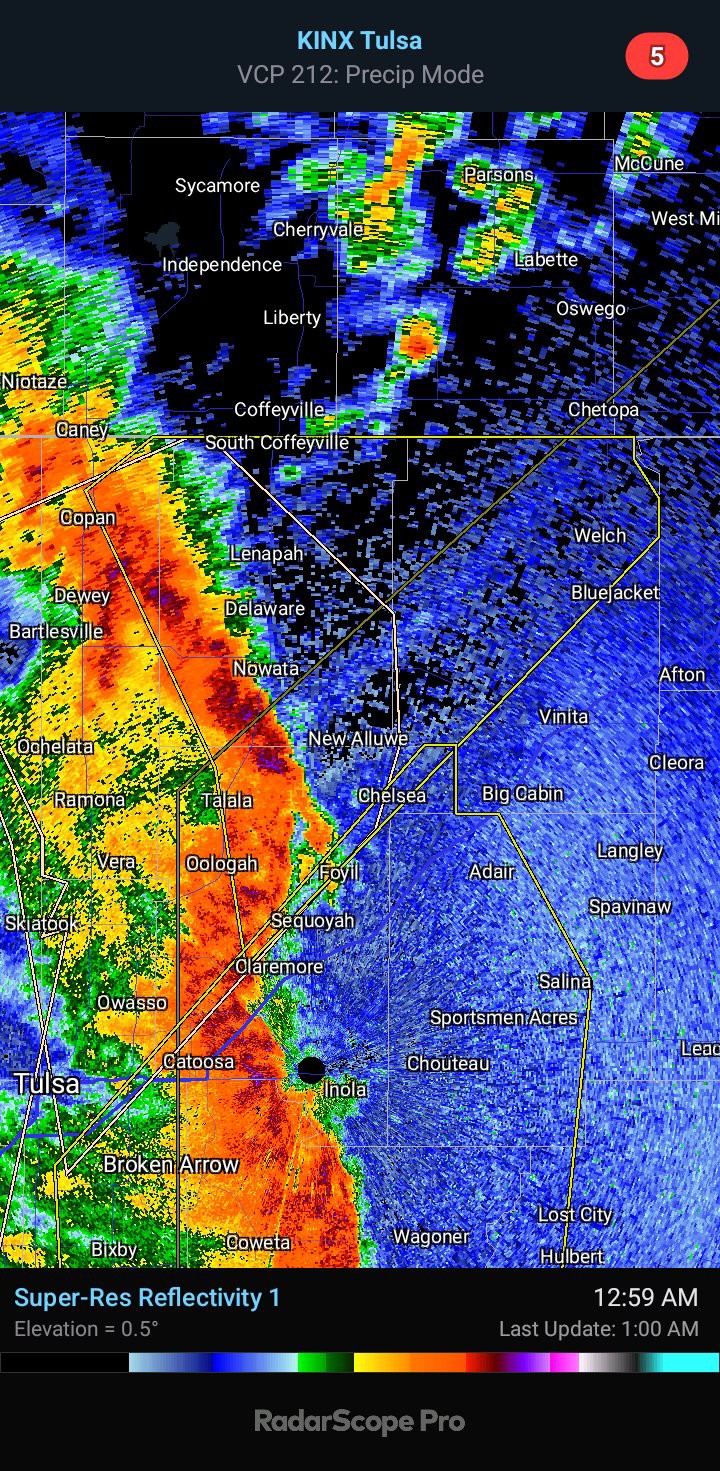 KINX Tulsa
VCP 212: Precip Mode
5
McCune
Parsons
Sycamore
West Mi
Cherryvale
Labette
Independence
Oswego
Liberty
Niotaze
Coffeyville
Chetopa
Caney
South Coffeyville
Copan
Welch
Lenapah
Bluejacket
Dewey
Delaware
Bartlesville
Nowata
Afton
Vinita
New Alluwe
Ochelata
Cleora
Ramona
Talala
Chelsea
Big Cabin
Langley
Vera
Oologah
Foyil
Adair
Spavinaw
Skiatook
Sequoyah
Claremore
Salina
Owasso
Sportsmen Acres
Leac
Catoosa
Chouteau
Tulsa
Inola
Broken Arrow
Lost City
Wagoner
Coweta
Bixby
Hulbert
Super-Res Reflectivity 1
12:59 AM
Elevation = 0.5°
Last Update: 1:00 AM
RadarScope Pro